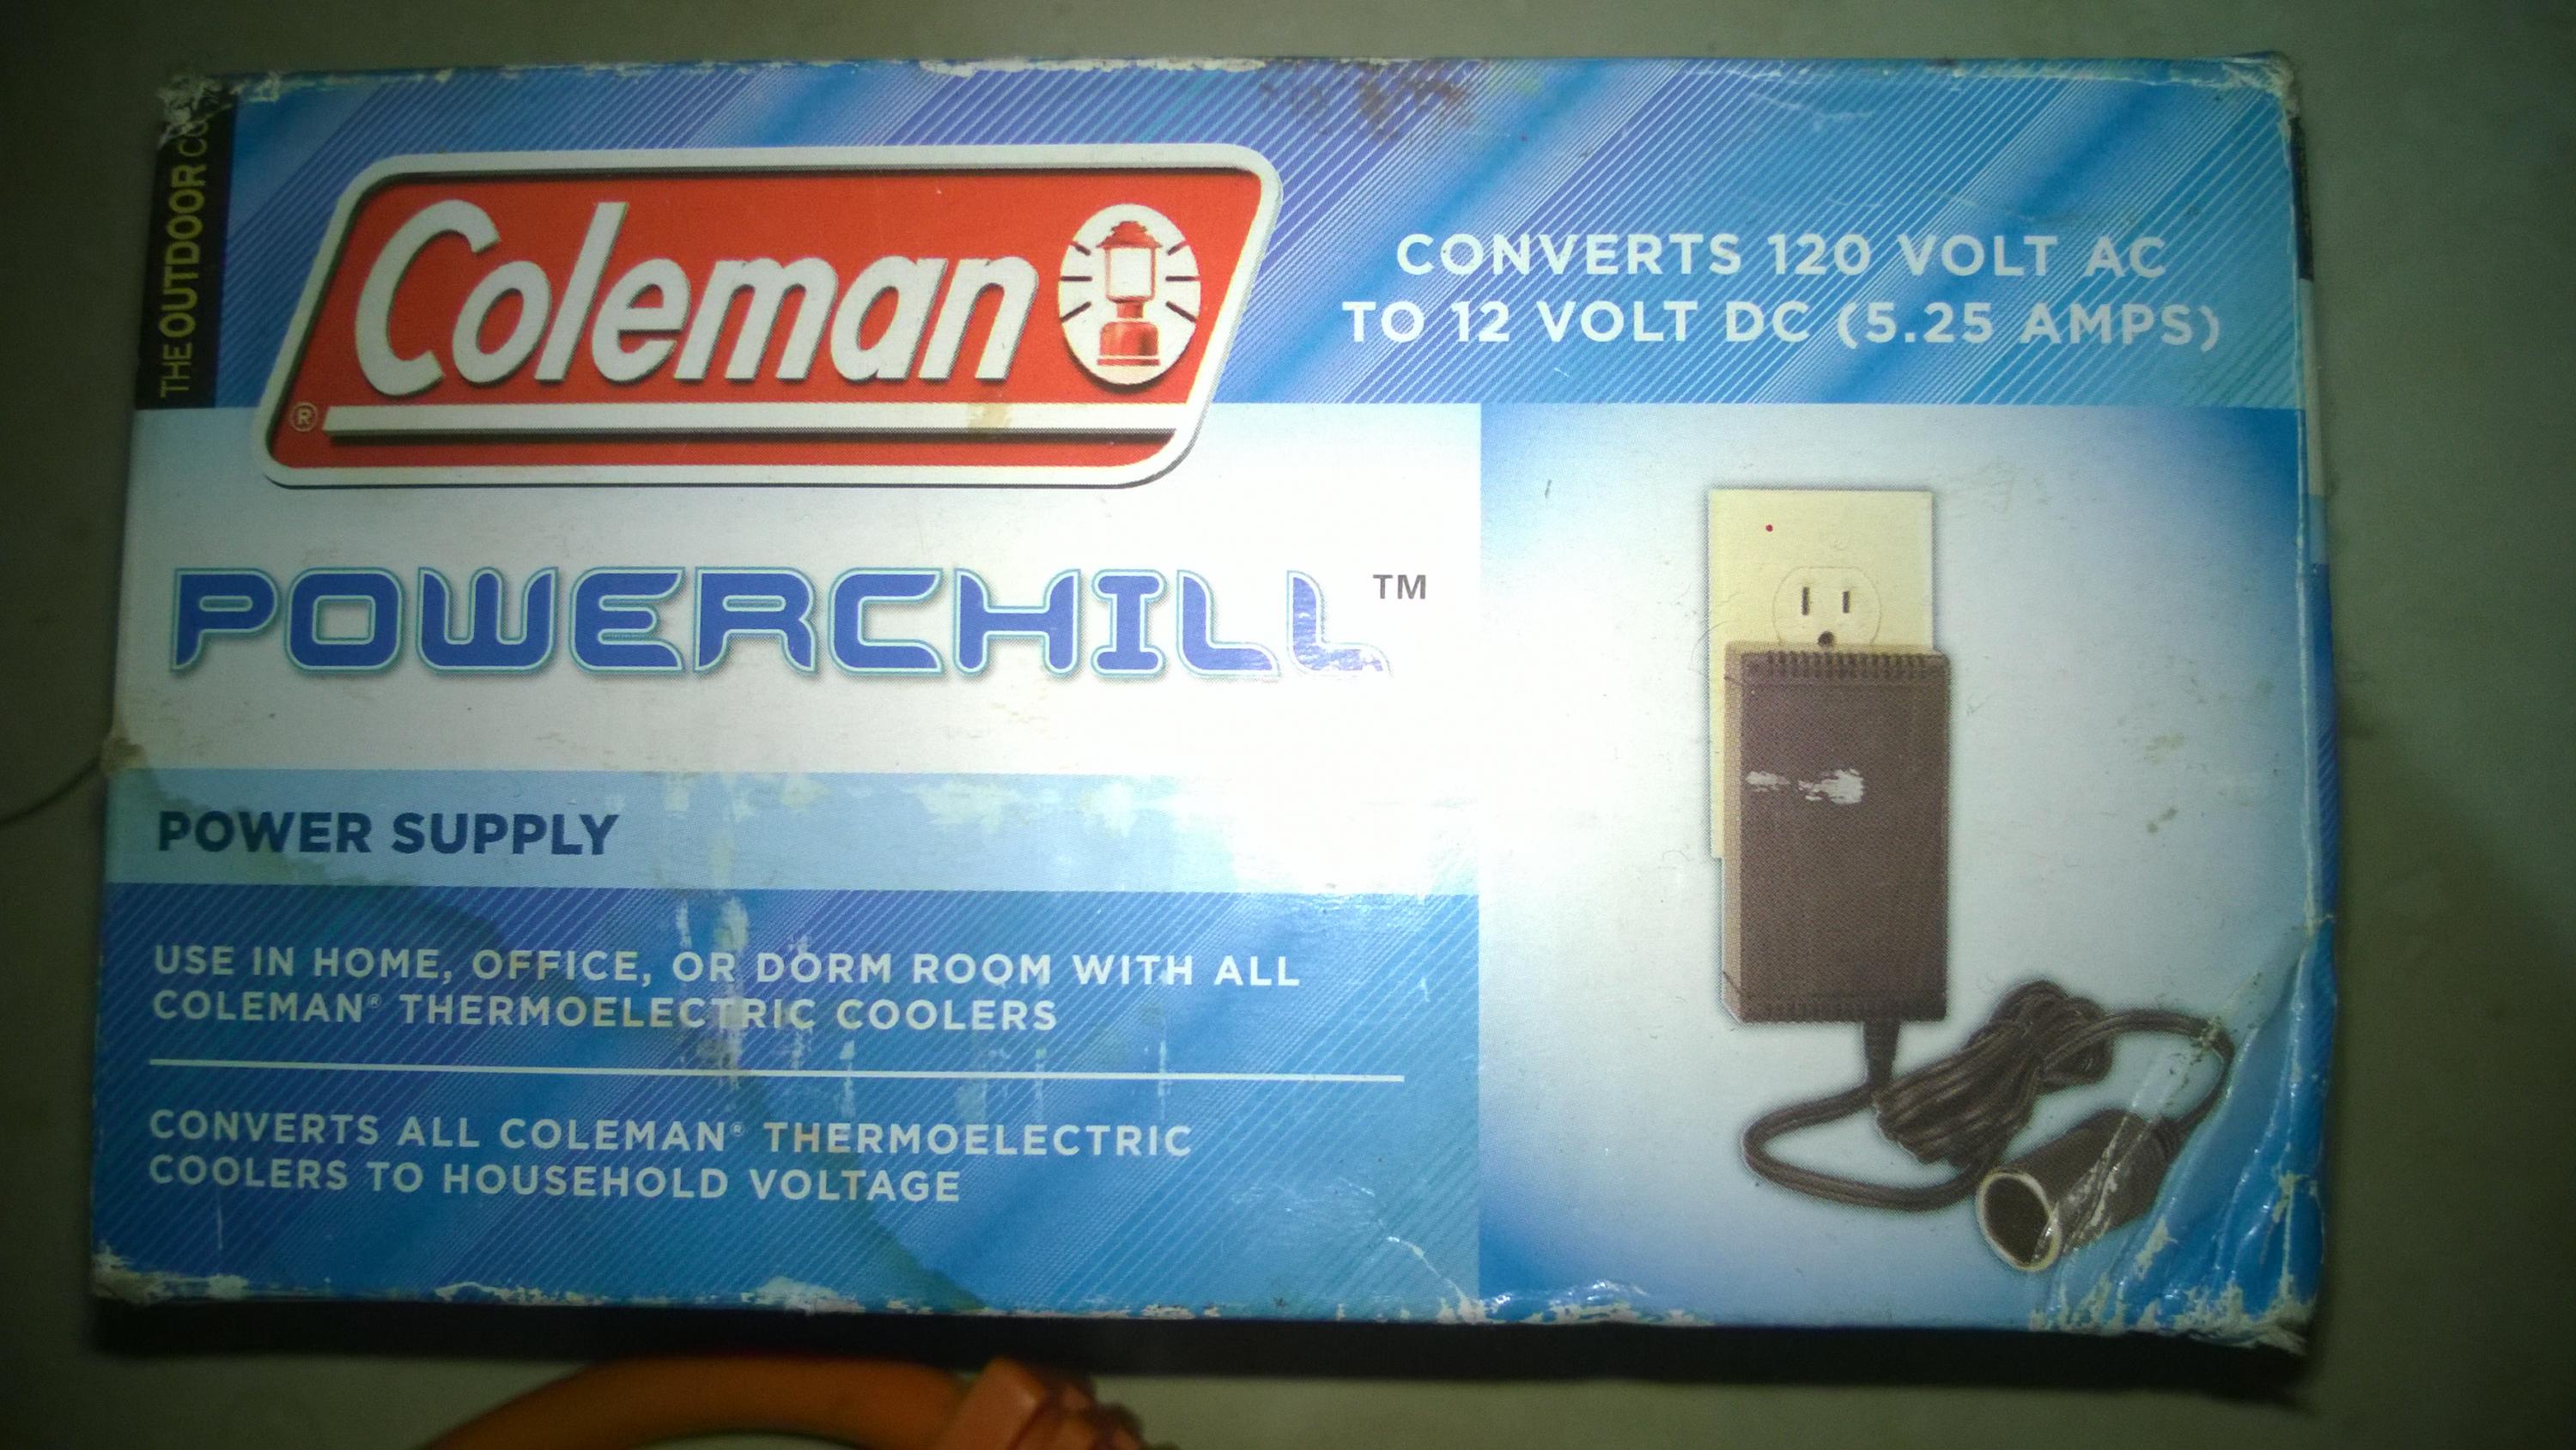 THE OUTDOOR CO
Coleman
®
CONVERTS 120 VOLT AC
TO 12 VOLT DC (5.25 AMPS)
POWERCHILL™
POWER SUPPLY
USE IN HOME, OFFICE, OR DORM ROOM WITH ALL
COLEMAN® THERMOELECTRIC COOLERS
CONVERTS ALL COLEMAN® THERMOELECTRIC
COOLERS TO HOUSEHOLD VOLTAGE